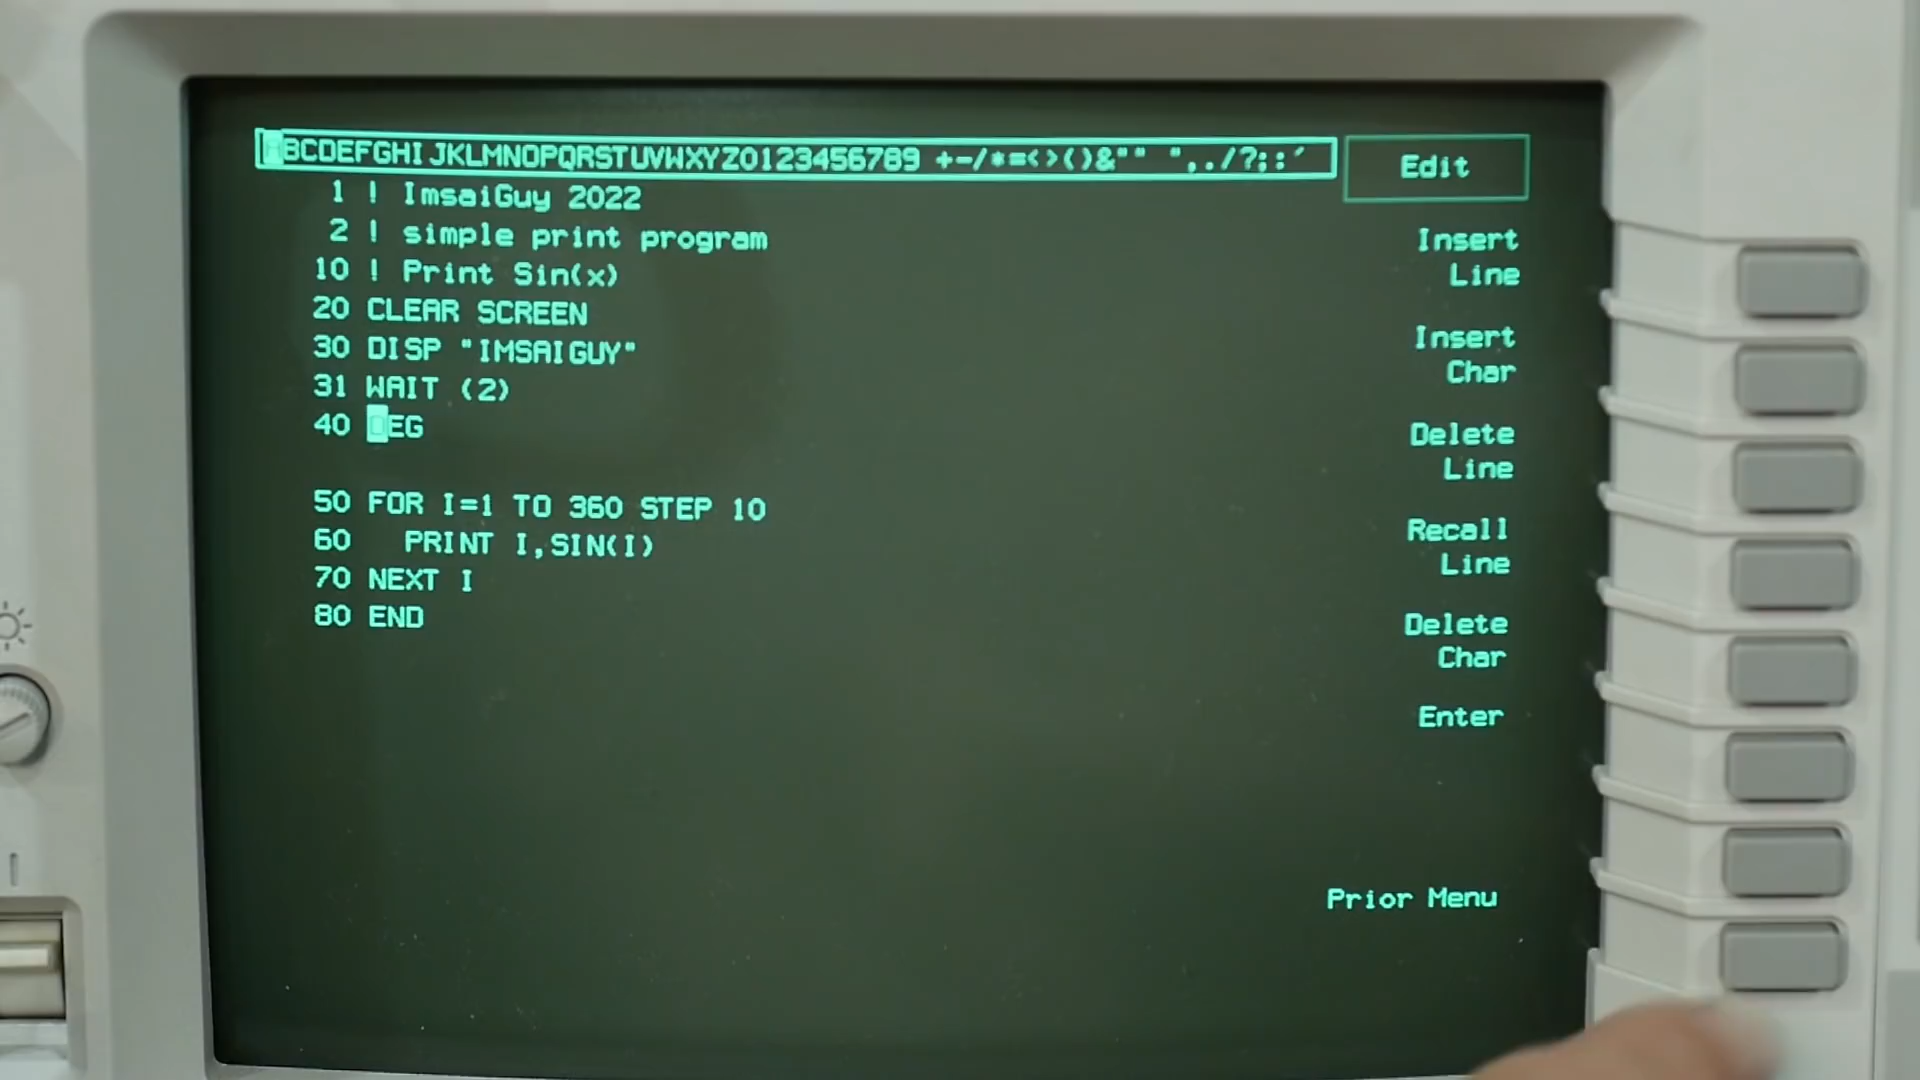 ABCDEFGHIJKLMNOPQRSTUVWXYZ0123456789 +-/*=<>()&"" ",./?;:'
Edit
1 ! ImsaiGuy 2022
2 ! simple print program
10 ! Print Sin(x)
20 CLEAR SCREEN
30 DISP "IMSAIGUY"
31 WAIT (2)
40 DEG
50 FOR I=1 TO 360 STEP 10
60 PRINT I,SIN(I)
70 NEXT I
80 END
Insert
Line
Insert
Char
Delete
Line
Recall
Line
Delete
Char
Enter
Prior Menu